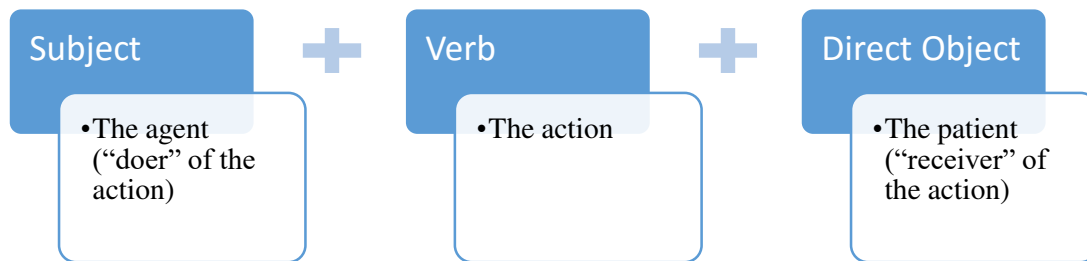 Subject
•The agent
(“doer” of the
action)
Verb
•The action
Direct Object
•The patient
(“receiver” of
the action)